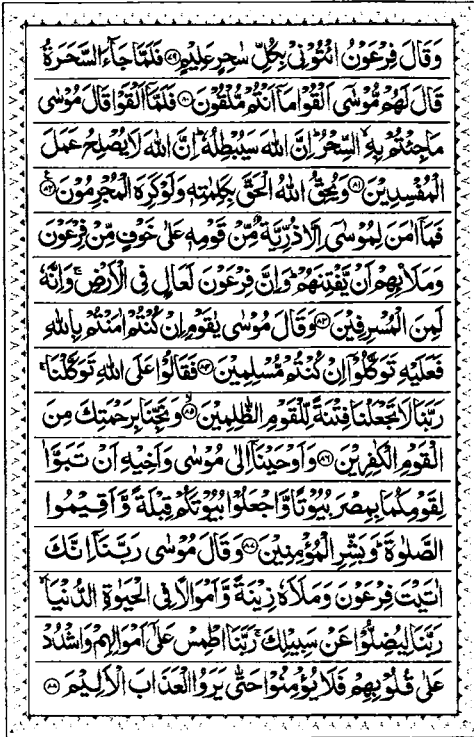 وَقَالَ فِرْعَوْنُ ائْتُوْنِیْ بِكُلِّ سٰحِرٍ عَلِیْمٍ ۝۷۹ فَلَمَّا جَآءَ السَّحَرَةُ
قَالَ لَهُمْ مُّوْسٰۤی اَلْقُوْا مَاۤ اَنْتُمْ مُّلْقُوْنَ ۝۸۰ فَلَمَّاۤ اَلْقَوْا قَالَ مُوْسٰی
مَا جِئْتُمْ بِهِ ۙ السِّحْرُ ؕ اِنَّ اللّٰهَ سَیُبْطِلُهٗ ؕ اِنَّ اللّٰهَ لَا یُصْلِحُ عَمَلَ
الْمُفْسِدِیْنَ ۝۸۱ وَیُحِقُّ اللّٰهُ الْحَقَّ بِكَلِمٰتِهٖ وَلَوْ كَرِهَ الْمُجْرِمُوْنَ ۝۸۲
فَمَاۤ اٰمَنَ لِمُوْسٰۤی اِلَّا ذُرِّیَّةٌ مِّنْ قَوْمِهٖ عَلٰی خَوْفٍ مِّنْ فِرْعَوْنَ
وَمَلَاۡئِهِمْ اَنْ یَّفْتِنَهُمْ ؕ وَاِنَّ فِرْعَوْنَ لَعَالٍ فِی الْاَرْضِ ۚ وَاِنَّهٗ
لَمِنَ الْمُسْرِفِیْنَ ۝۸۳ وَقَالَ مُوْسٰی یٰقَوْمِ اِنْ كُنْتُمْ اٰمَنْتُمْ بِاللّٰهِ
فَعَلَیْهِ تَوَكَّلُوْۤا اِنْ كُنْتُمْ مُّسْلِمِیْنَ ۝۸۴ فَقَالُوْا عَلَی اللّٰهِ تَوَكَّلْنَا ۚ
رَبَّنَا لَا تَجْعَلْنَا فِتْنَةً لِّلْقَوْمِ الظّٰلِمِیْنَ ۝۸۵ وَنَجِّنَا بِرَحْمَتِكَ مِنَ
الْقَوْمِ الْكٰفِرِیْنَ ۝۸۶ وَاَوْحَیْنَاۤ اِلٰی مُوْسٰی وَاَخِیْهِ اَنْ تَبَوَّاٰ
لِقَوْمِكُمَا بِمِصْرَ بُیُوْتًا وَّاجْعَلُوْا بُیُوْتَكُمْ قِبْلَةً وَّاَقِیْمُوا
الصَّلٰوةَ ؕ وَبَشِّرِ الْمُؤْمِنِیْنَ ۝۸۷ وَقَالَ مُوْسٰی رَبَّنَاۤ اِنَّكَ
اٰتَیْتَ فِرْعَوْنَ وَمَلَاَهٗ زِیْنَةً وَّاَمْوَالًا فِی الْحَیٰوةِ الدُّنْیَا ۙ
رَبَّنَا لِیُضِلُّوْا عَنْ سَبِیْلِكَ ۚ رَبَّنَا اطْمِسْ عَلٰۤی اَمْوَالِهِمْ وَاشْدُدْ
عَلٰی قُلُوْبِهِمْ فَلَا یُؤْمِنُوْا حَتّٰی یَرَوُا الْعَذَابَ الْاَلِیْمَ ۝۸۸